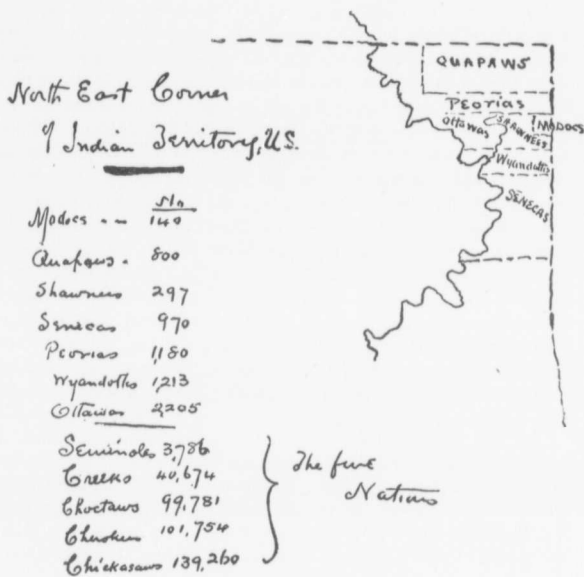 North East Corner
of Indian Territory, U.S.
No
Modocs - - 140
Quapaws - 800
Shawnees 297
Senecas 970
Peorias 1,180
Wyandotts 1,213
Ottawas 2,205
Seminoles 3,786
Creeks 40,674
Choctaws 99,781
Cherokees 101,754
Chickasaws 139,260
The five
Nations
QUAPAWS
PEORIAS
Ottawas
SHAWNEES
MODOCS
Wyandotts
SENECAS